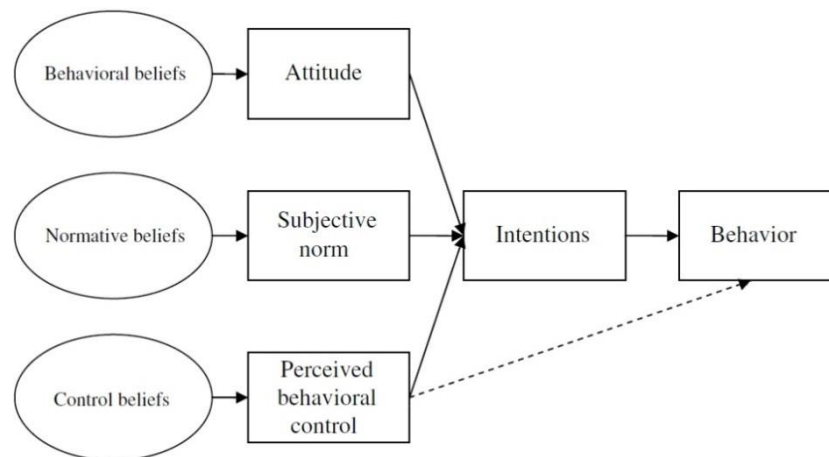 Behavioral beliefs
Attitude
Normative beliefs
Subjective
norm
Intentions
Behavior
Control beliefs
Perceived
behavioral
control